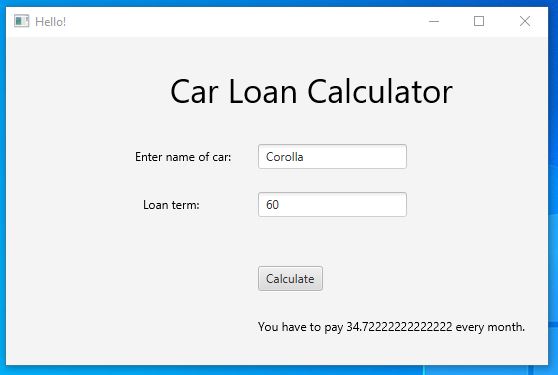 Hello!
Car Loan Calculator
Enter name of car: Corolla
Loan term: 60
Calculate
You have to pay 34.72222222222222 every month.